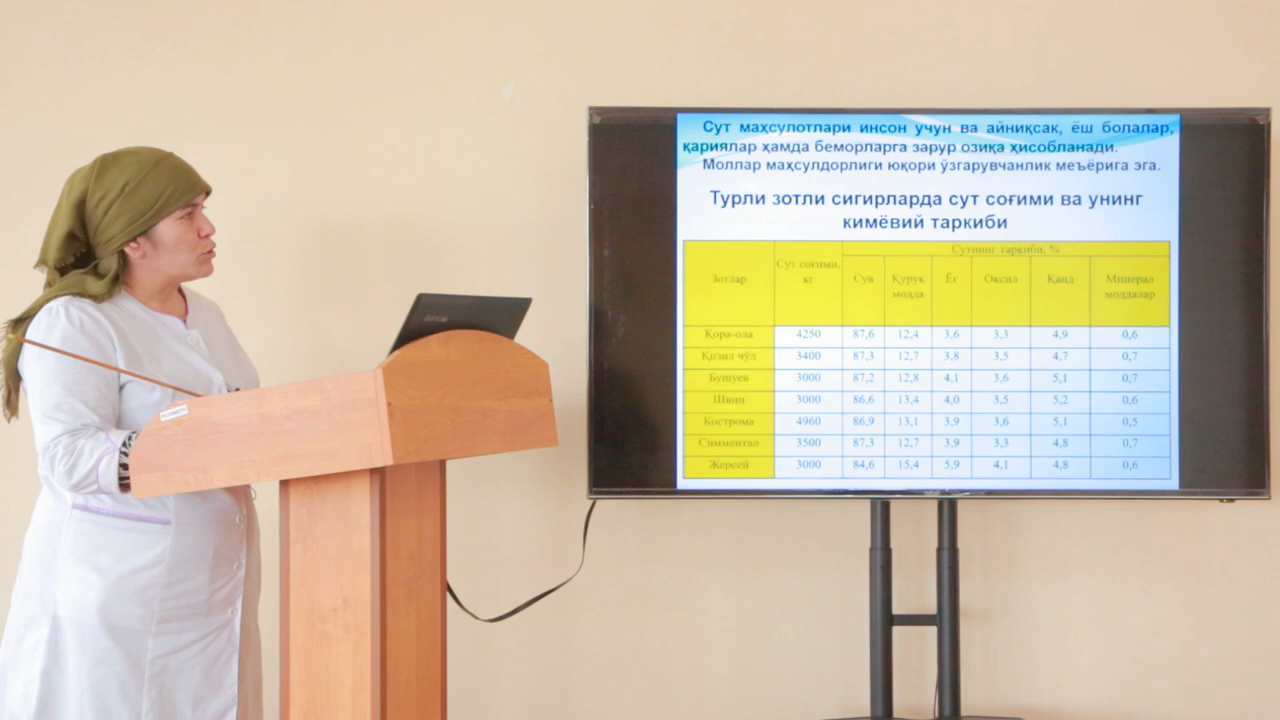 Сут маҳсулотлари инсон учун ва айниқсак, ёш болалар,
қариялар ҳамда беморларга зарур озиқа ҳисобланади.
Моллар маҳсулдорлиги юқори ўзгарувчанлик меъёрига эга.
Турли зотли сигирларда сут соғими ва унинг
кимёвий таркиби
Зотлар Сут соғими, кг Сутнинг таркиби, %
Сув Қуруқ модда Ёғ Оксил Қанд Минерал моддалар
Қора-ола 4250 87,6 12,4 3,6 3,3 4,9 0,6
Қизил чўл 3400 87,3 12,7 3,8 3,5 4,7 0,7
Бушуев 3000 87,2 12,8 4,1 3,6 5,1 0,7
Швиц 3000 86,6 13,4 4,0 3,5 5,2 0,6
Кострома 4960 86,9 13,1 3,9 3,6 5,1 0,5
Симментал 3500 87,3 12,7 3,9 3,3 4,8 0,7
Жерсей 3000 84,6 15,4 5,9 4,1 4,8 0,6